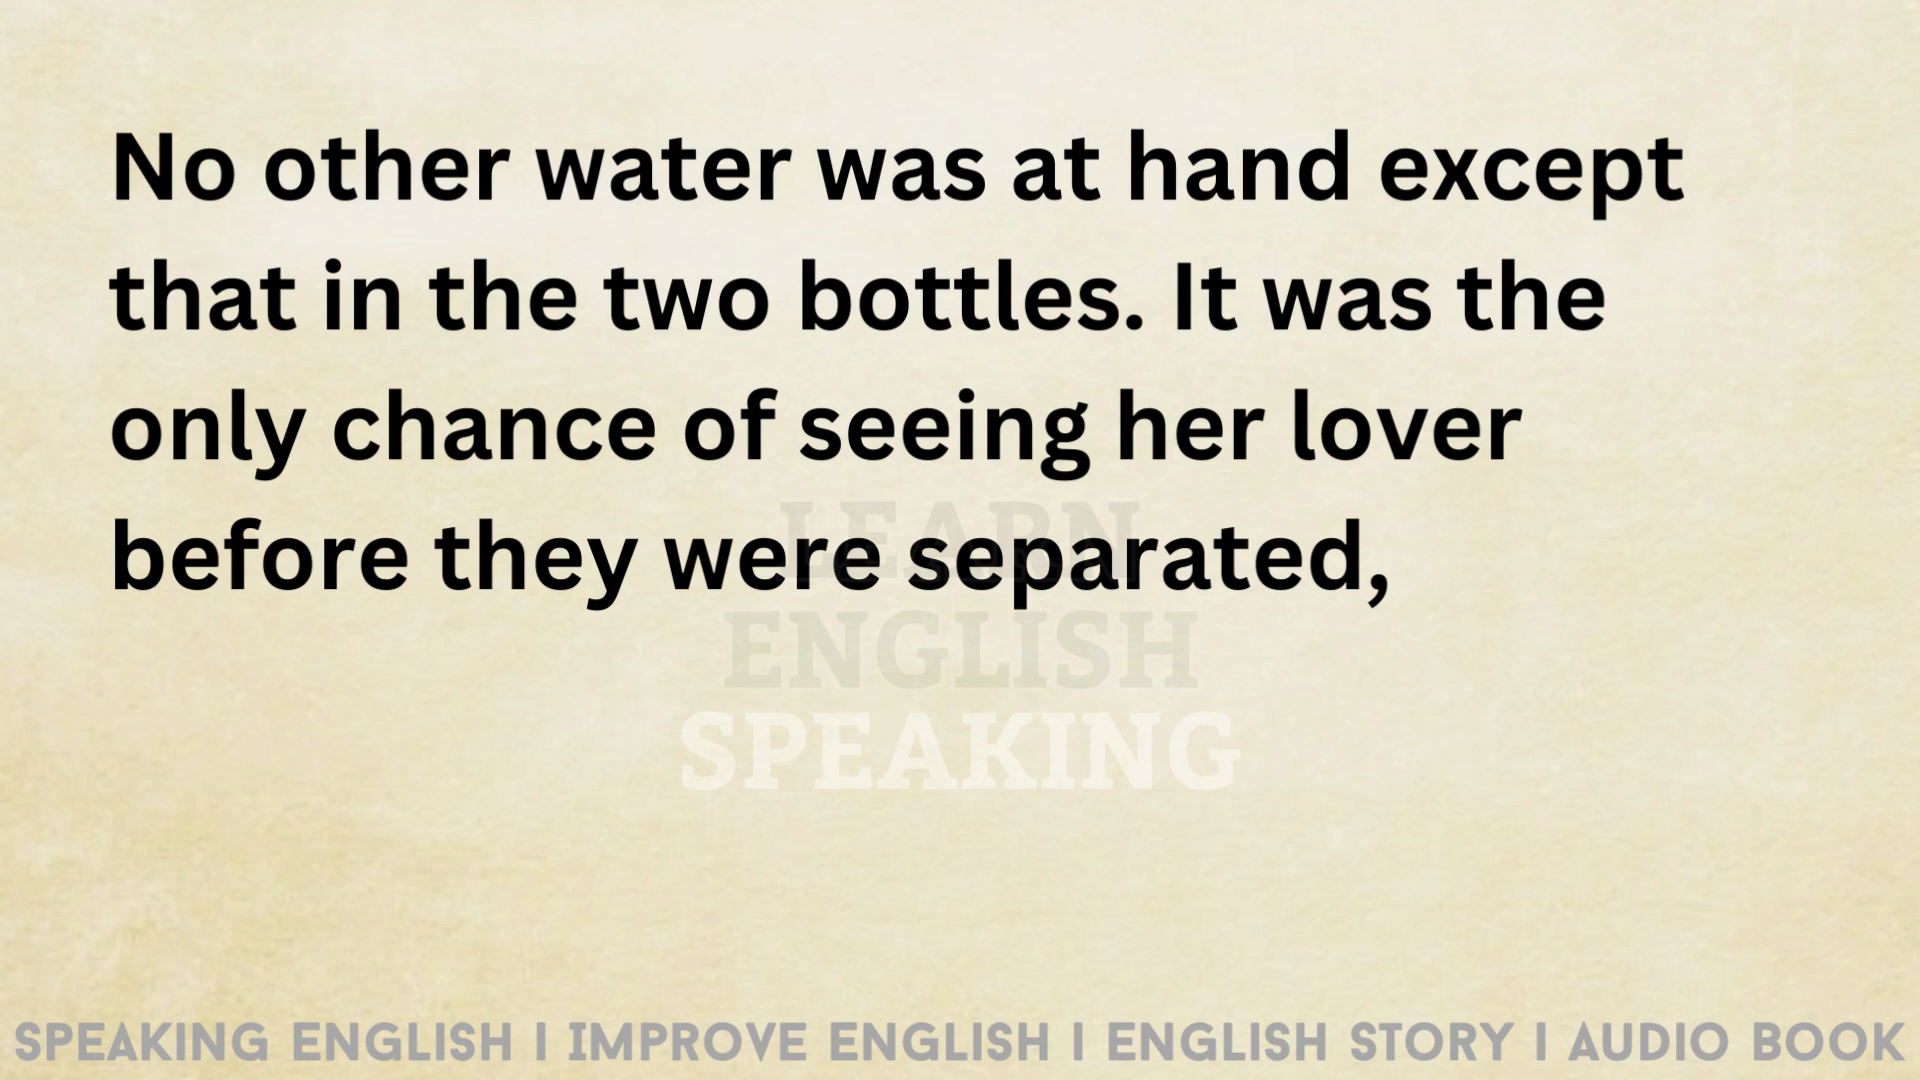 No other water was at hand except
that in the two bottles. It was the
only chance of seeing her lover
before they were separated,
LEARN
ENGLISH
SPEAKING
SPEAKING ENGLISH I IMPROVE ENGLISH I ENGLISH STORY I AUDIO BOOK